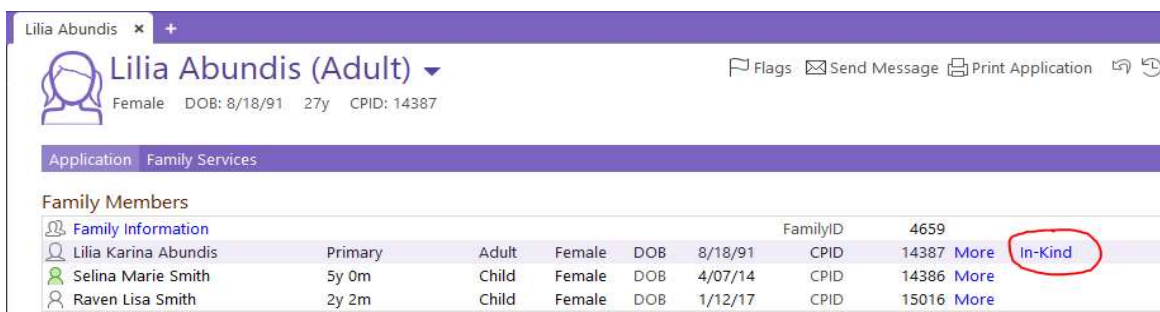 Lilia Abundis × +
Lilia Abundis (Adult)
Flags Send Message Print Application
Female DOB: 8/18/91 27y CPID: 14387
Application Family Services
Family Members
Family Information FamilyID 4659
Lilia Karina Abundis Primary Adult Female DOB 8/18/91 CPID 14387 More In-Kind
Selina Marie Smith 5y 0m Child Female DOB 4/07/14 CPID 14386 More
Raven Lisa Smith 2y 2m Child Female DOB 1/12/17 CPID 15016 More